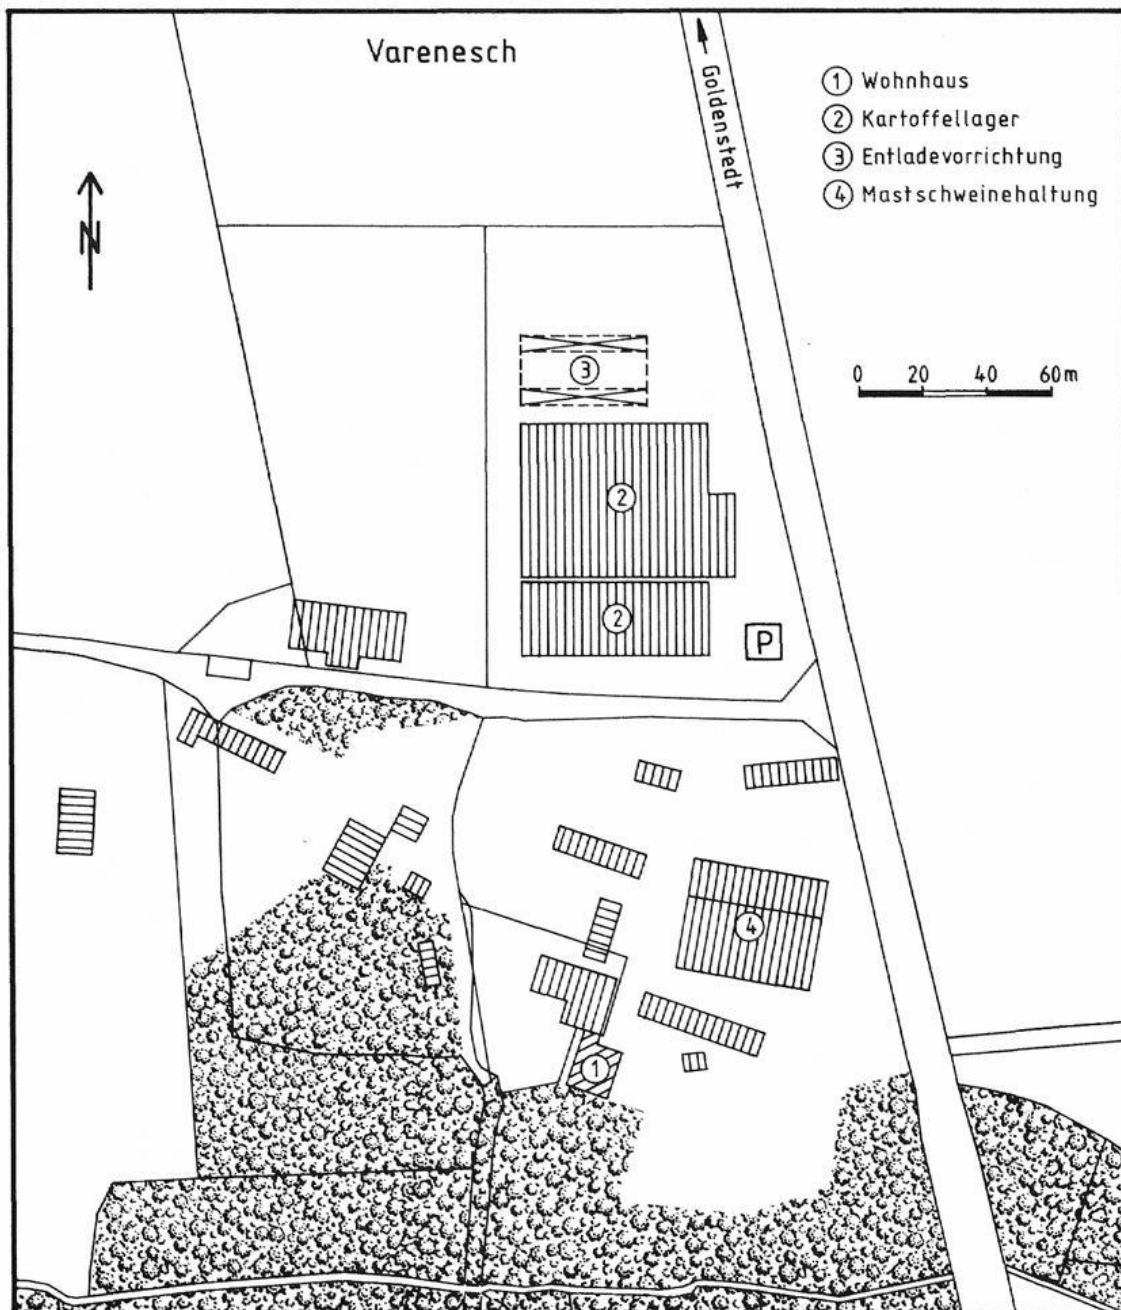 Varenesch
Goldenstedt
1 Wohnhaus
2 Kartoffellager
3 Entladevorrichtung
4 Mastschweinehaltung
N
0 20 40 60m
3
2
2
P
4
1